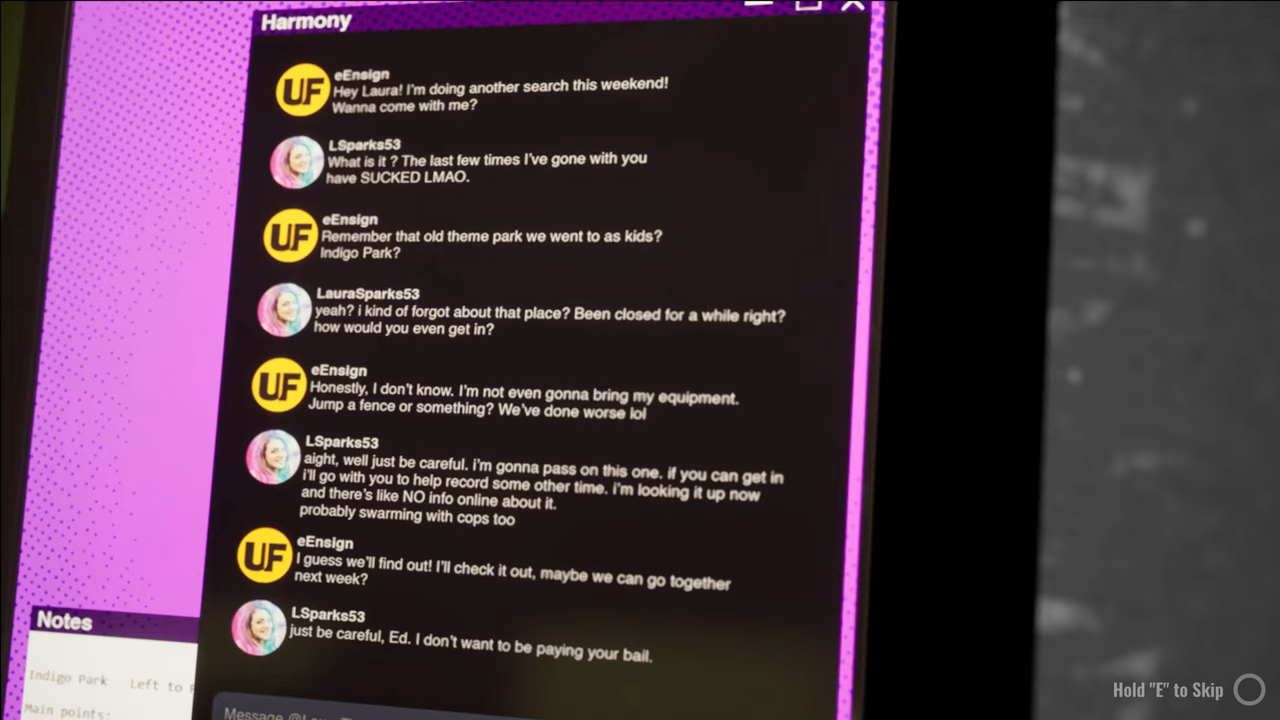 Harmony
UF
eEnsign
Hey Laura! I'm doing another search this weekend!
Wanna come with me?
LSparks53
What is it ? The last few times I've gone with you
have SUCKED LMAO.
UF
eEnsign
Remember that old theme park we went to as kids?
Indigo Park?
LauraSparks53
yeah? i kind of forgot about that place? Been closed for a while right?
how would you even get in?
UF
eEnsign
Honestly, I don't know. I'm not even gonna bring my equipment.
Jump a fence or something? We've done worse lol
LSparks53
aight, well just be careful. i'm gonna pass on this one. if you can get in
i'll go with you to help record some other time. i'm looking it up now
and there's like NO info online about it.
probably swarming with cops too
UF
eEnsign
I guess we'll find out! I'll check it out, maybe we can go together
next week?
LSparks53
just be careful, Ed. I don't want to be paying your bail.
Notes
Indigo Park Left to
Main points:
Message
Hold "E" to Skip